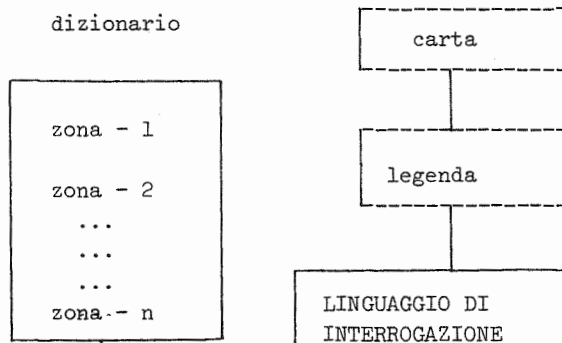 dizionario
zona - 1
zona - 2
...
...
...
zona - n
carta
legenda
LINGUAGGIO DI
INTERROGAZIONE